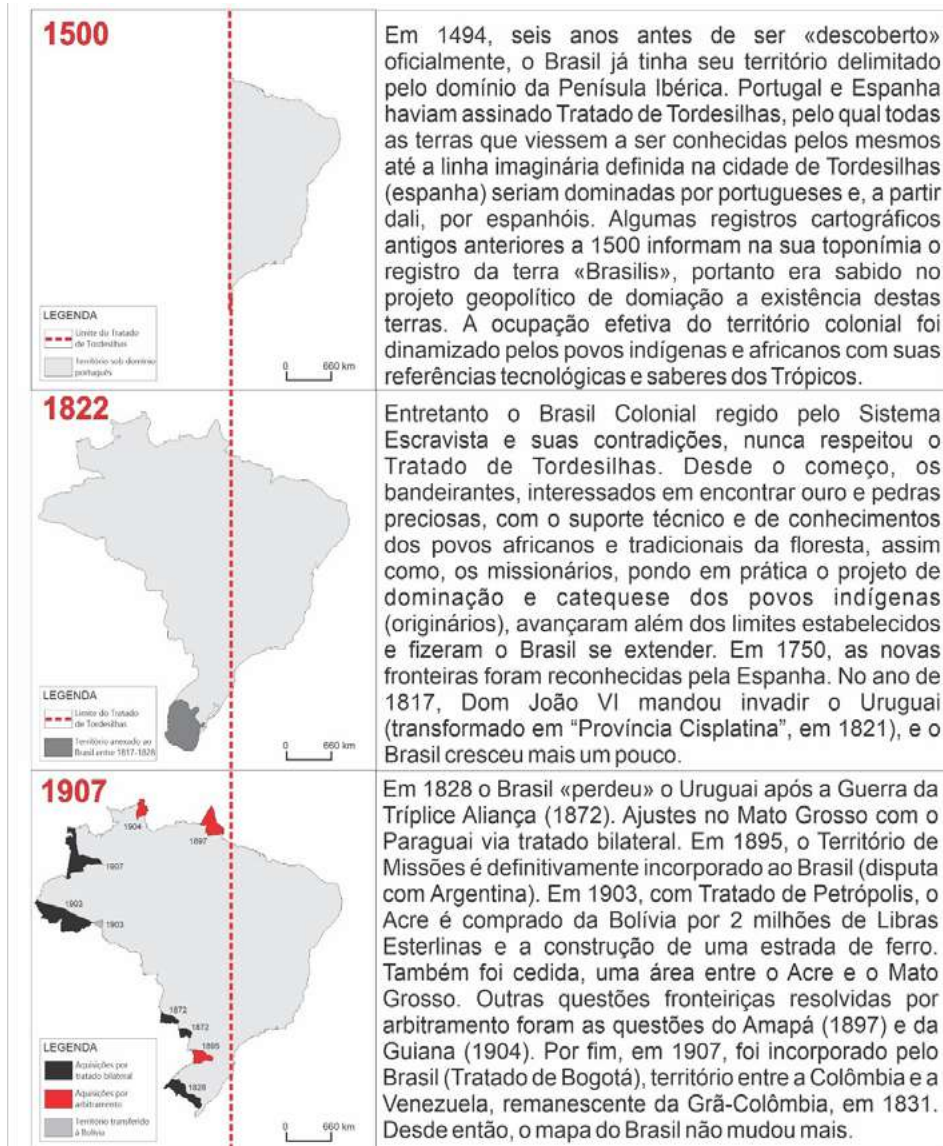 1500
LEGENDA
Limite do Tratado
de Tordesilhas
Território sob domínio
português
0 660 km
Em 1494, seis anos antes de ser «descoberto»
oficialmente, o Brasil já tinha seu território delimitado
pelo domínio da Penísula Ibérica. Portugal e Espanha
haviam assinado Tratado de Tordesilhas, pelo qual todas
as terras que viessem a ser conhecidas pelos mesmos
até a linha imaginária definida na cidade de Tordesilhas
(espanha) seriam dominadas por portugueses e, a partir
dali, por espanhóis. Algumas registros cartográficos
antigos anteriores a 1500 informam na sua toponímia o
registro da terra «Brasilis», portanto era sabido no
projeto geopolítico de domiação a existência destas
terras. A ocupação efetiva do território colonial foi
dinamizado pelos povos indígenas e africanos com suas
referências tecnológicas e saberes dos Trópicos.
1822
LEGENDA
Limite do Tratado
de Tordesilhas
Território anexado ao
Brasil entre 1817-1828
0 660 km
Entretanto o Brasil Colonial regido pelo Sistema
Escravista e suas contradições, nunca respeitou o
Tratado de Tordesilhas. Desde o começo, os
bandeirantes, interessados em encontrar ouro e pedras
preciosas, com o suporte técnico e de conhecimentos
dos povos africanos e tradicionais da floresta, assim
como, os missionários, pondo em prática o projeto de
dominação e catequese dos povos indígenas
(originários), avançaram além dos limites estabelecidos
e fizeram o Brasil se extender. Em 1750, as novas
fronteiras foram reconhecidas pela Espanha. No ano de
1817, Dom João VI mandou invadir o Uruguai
(transformado em “Província Cisplatina”, em 1821), e o
Brasil cresceu mais um pouco.
1907
1904
1897
1907
1903
1903
1872
1872
1895
1828
LEGENDA
Aquisições por
tratado bilateral
Aquisições por
arbitramento
Território transferido
à Bolívia
0 660 km
Em 1828 o Brasil «perdeu» o Uruguai após a Guerra da
Tríplice Aliança (1872). Ajustes no Mato Grosso com o
Paraguai via tratado bilateral. Em 1895, o Território de
Missões é definitivamente incorporado ao Brasil (disputa
com Argentina). Em 1903, com Tratado de Petrópolis, o
Acre é comprado da Bolívia por 2 milhões de Libras
Esterlinas e a construção de uma estrada de ferro.
Também foi cedida, uma área entre o Acre e o Mato
Grosso. Outras questões fronteiriças resolvidas por
arbitramento foram as questões do Amapá (1897) e da
Guiana (1904). Por fim, em 1907, foi incorporado pelo
Brasil (Tratado de Bogotá), território entre a Colômbia e a
Venezuela, remanescente da Grã-Colômbia, em 1831.
Desde então, o mapa do Brasil não mudou mais.